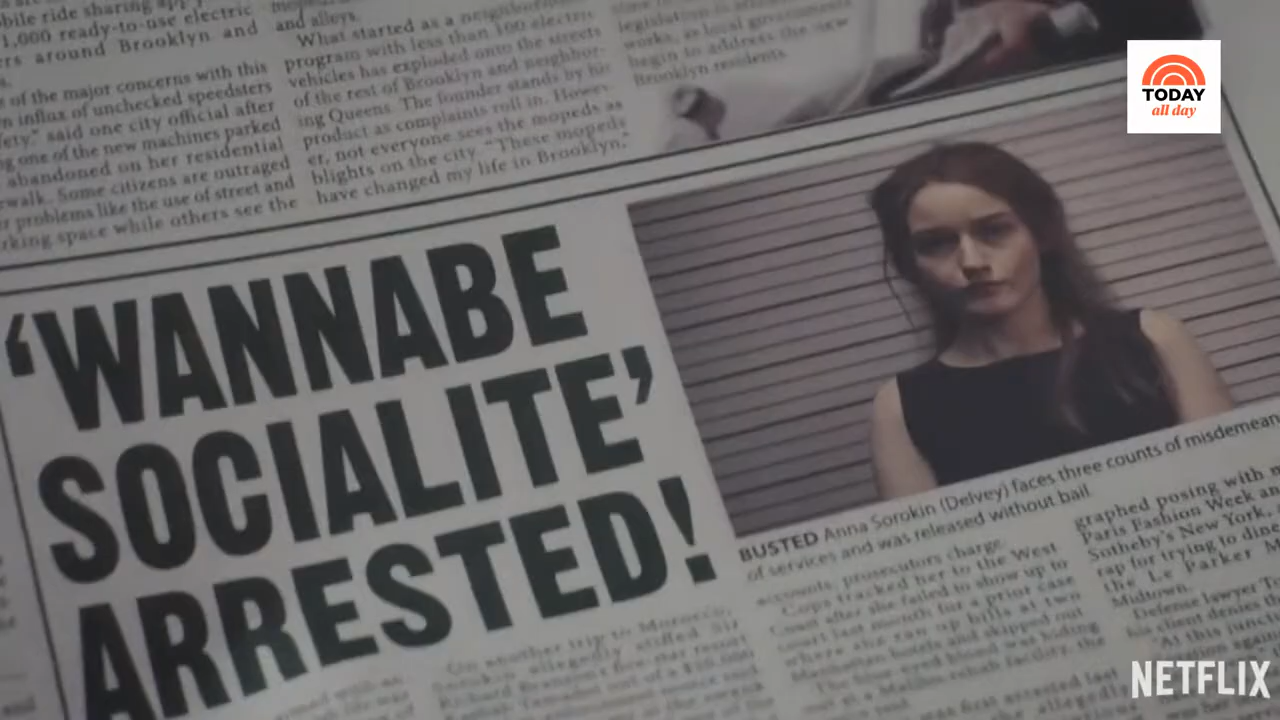 bile ride sharing app
1,000 ready-to-use electric
ers around Brooklyn and
of the major concerns with this
n influx of unchecked speedsters
fety," said one city official after
ng one of the new machines parked
abandoned on her residential
walk. Some citizens are outraged
r problems like the use of street and
rking space while others see the
and alleys.
What started as a neighborhood
program with less than 100 electric
vehicles has exploded onto the streets
of the rest of Brooklyn and neighbor-
ing Queens. The founder stands by his
product as complaints roll in. Howev-
er, not everyone sees the mopeds as
blights on the city. "These mopeds
have changed my life in Brooklyn."
works, as local governments
begin to address the new
Brooklyn residents.
TODAY
all day
'WANNABE
SOCIALITE'
ARRESTED!
BUSTED Anna Sorokin (Delvey) faces three counts of misdemean
of services and was released without bail.
On another trip to Morocco,
accounts, prosecutors charge.
Cops tracked her to the West
Coast after she failed to show up to
court last month for a prior case
where she ran up bills at two
Manhattan hotels and skipped out
graphed posing with
Paris Fashion Week an
Sotheby's New York,
rap for trying to dine
the Le Parker M
Midtown.
Defense lawyer To
his client denies th
At this junct
NETFLIX